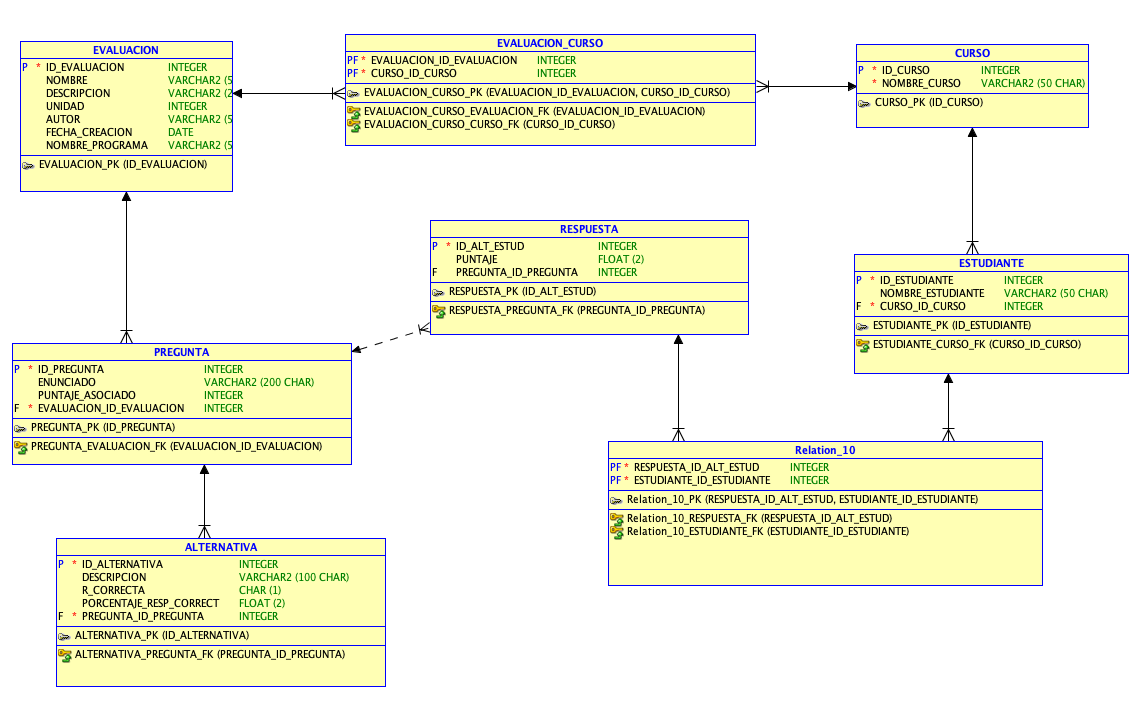 EVALUACION
P * ID_EVALUACION INTEGER
NOMBRE VARCHAR2 (5
DESCRIPCION VARCHAR2 (2
UNIDAD INTEGER
AUTOR VARCHAR2 (5
FECHA_CREACION DATE
NOMBRE_PROGRAMA VARCHAR2 (5
EVALUACION_PK (ID_EVALUACION)
EVALUACION_CURSO
PF * EVALUACION_ID_EVALUACION INTEGER
PF * CURSO_ID_CURSO INTEGER
EVALUACION_CURSO_PK (EVALUACION_ID_EVALUACION, CURSO_ID_CURSO)
EVALUACION_CURSO_EVALUACION_FK (EVALUACION_ID_EVALUACION)
EVALUACION_CURSO_CURSO_FK (CURSO_ID_CURSO)
CURSO
P * ID_CURSO INTEGER
* NOMBRE_CURSO VARCHAR2 (50 CHAR)
CURSO_PK (ID_CURSO)
RESPUESTA
P * ID_ALT_ESTUD INTEGER
PUNTAJE FLOAT (2)
F PREGUNTA_ID_PREGUNTA INTEGER
RESPUESTA_PK (ID_ALT_ESTUD)
RESPUESTA_PREGUNTA_FK (PREGUNTA_ID_PREGUNTA)
ESTUDIANTE
P * ID_ESTUDIANTE INTEGER
NOMBRE_ESTUDIANTE VARCHAR2 (50 CHAR)
F * CURSO_ID_CURSO INTEGER
ESTUDIANTE_PK (ID_ESTUDIANTE)
ESTUDIANTE_CURSO_FK (CURSO_ID_CURSO)
PREGUNTA
P * ID_PREGUNTA INTEGER
ENUNCIADO VARCHAR2 (200 CHAR)
PUNTAJE_ASOCIADO INTEGER
F * EVALUACION_ID_EVALUACION INTEGER
PREGUNTA_PK (ID_PREGUNTA)
PREGUNTA_EVALUACION_FK (EVALUACION_ID_EVALUACION)
Relation_10
PF * RESPUESTA_ID_ALT_ESTUD INTEGER
PF * ESTUDIANTE_ID_ESTUDIANTE INTEGER
Relation_10_PK (RESPUESTA_ID_ALT_ESTUD, ESTUDIANTE_ID_ESTUDIANTE)
Relation_10_RESPUESTA_FK (RESPUESTA_ID_ALT_ESTUD)
Relation_10_ESTUDIANTE_FK (ESTUDIANTE_ID_ESTUDIANTE)
ALTERNATIVA
P * ID_ALTERNATIVA INTEGER
DESCRIPCION VARCHAR2 (100 CHAR)
R_CORRECTA CHAR (1)
PORCENTAJE_RESP_CORRECT FLOAT (2)
F * PREGUNTA_ID_PREGUNTA INTEGER
ALTERNATIVA_PK (ID_ALTERNATIVA)
ALTERNATIVA_PREGUNTA_FK (PREGUNTA_ID_PREGUNTA)